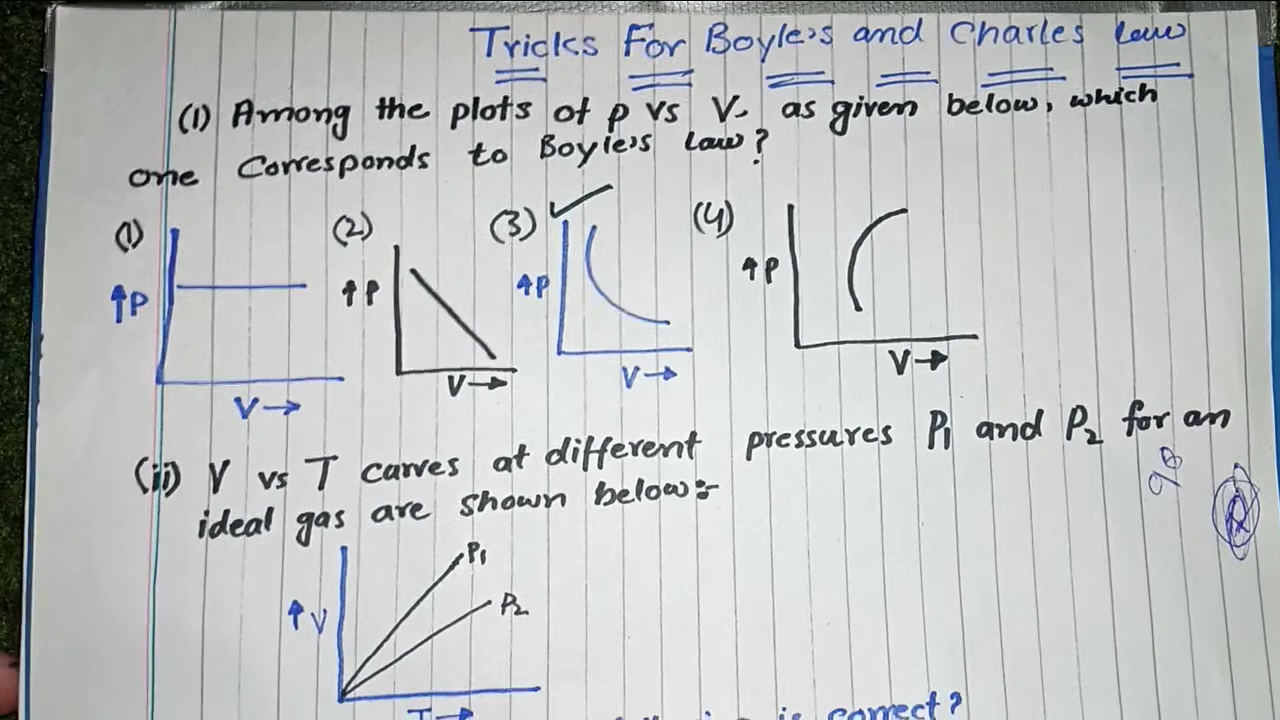 Tricks For Boyle's and Charles Law
(1) Among the plots of P vs V. as given below, which
one Corresponds to Boyle's Law?
(1) (2) (3) (4)
↑P ↑P ↑P ↑P
V→ V→ V→ V→
(ii) V vs T carves at different pressures P1 and P2 for an
ideal gas are shown below:-
P1
↑V P2
T→
is correct?